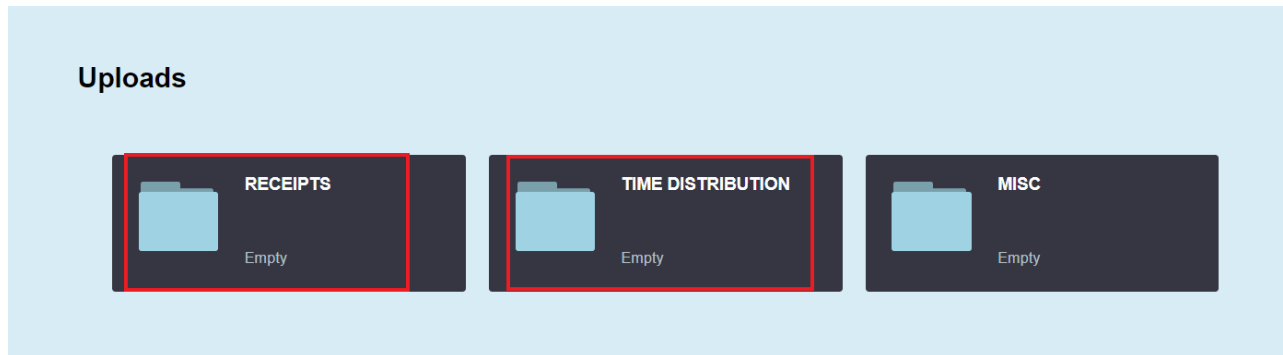 Uploads
RECEIPTS
Empty
TIME DISTRIBUTION
Empty
MISC
Empty